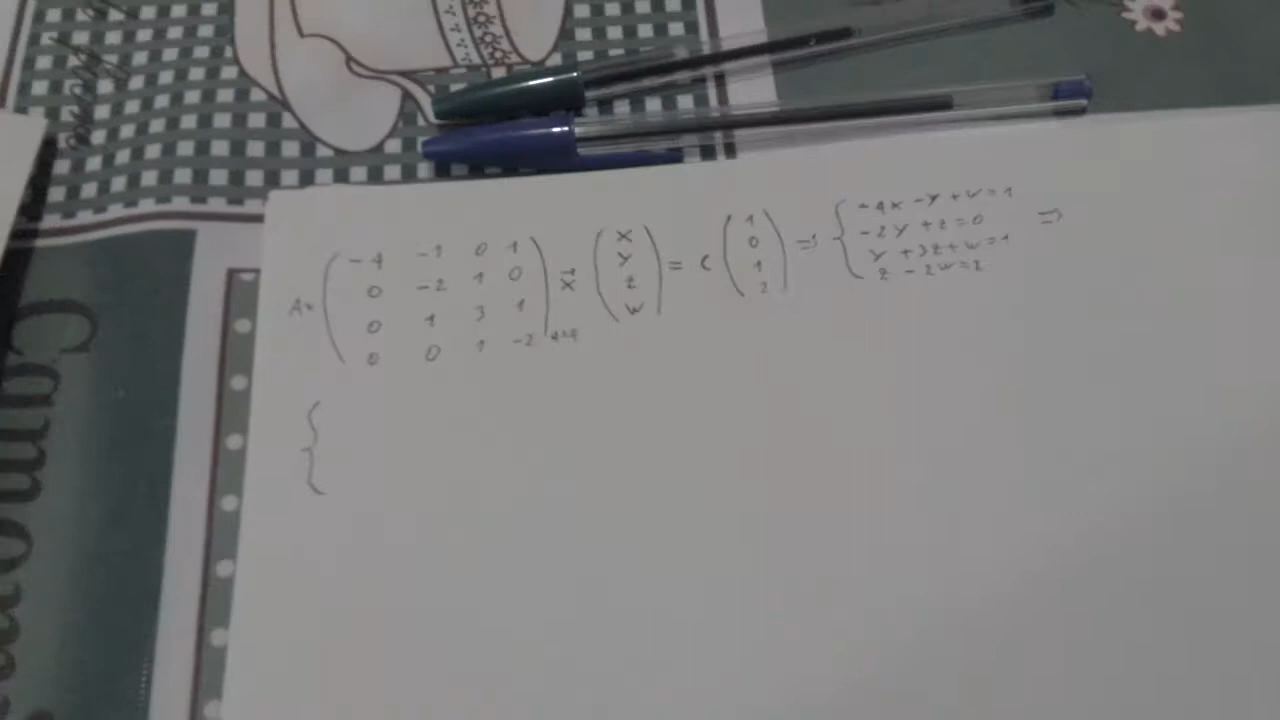 A= ( -4 -1 0 1 ) x⃗ ( x ) = c ( 1 ) ⇒ { -4x -y + w = 1 ⇒
0 -2 1 0 y 0 -2y + z = 0
0 1 3 1 z 1 y + 3z + w = 1
0 0 1 -2 4×4 w 2 z - 2w = 2
{